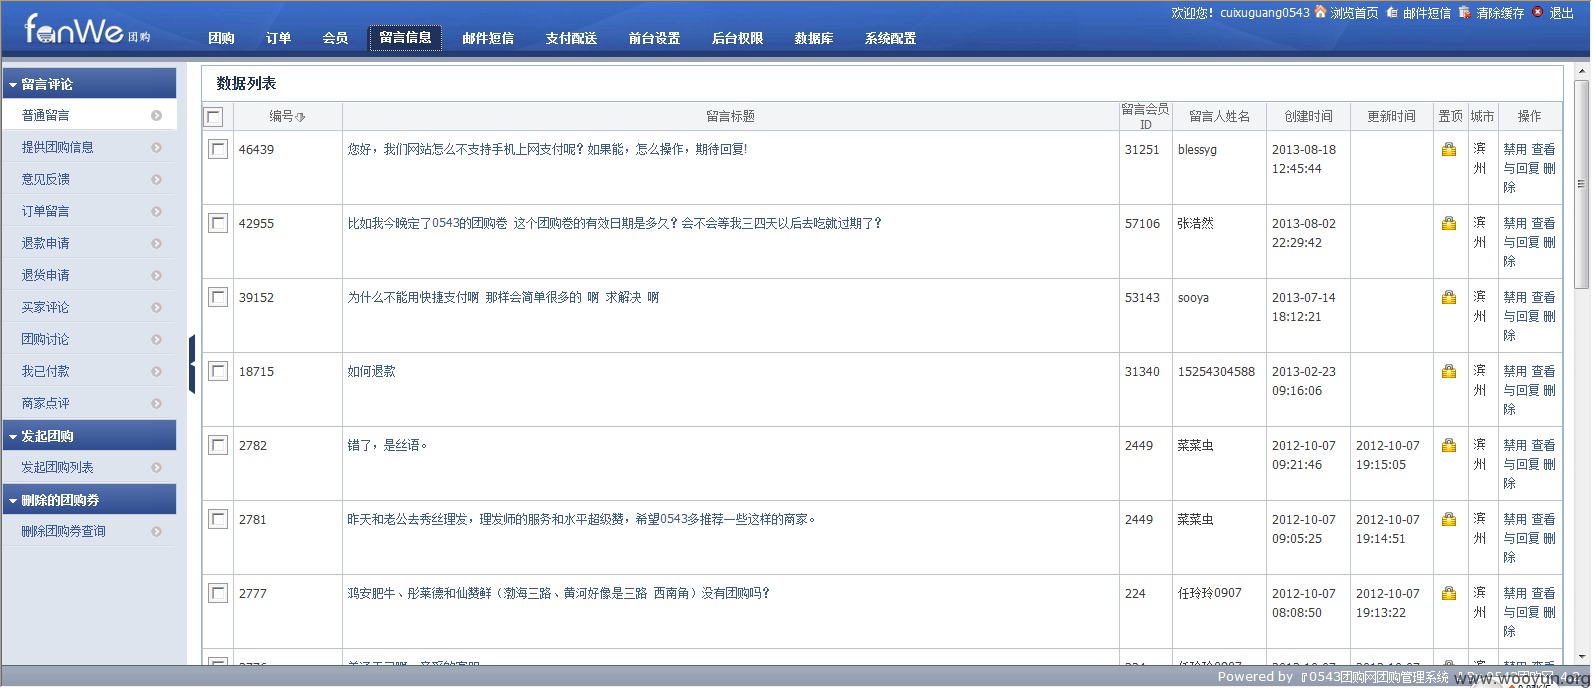 欢迎您! cuixuguang0543 浏览首页 邮件短信 清除缓存 退出
fanWe 团购
团购 订单 会员 留言信息 邮件短信 支付配送 前台设置 后台权限 数据库 系统配置
留言评论
普通留言
提供团购信息
意见反馈
订单留言
退款申请
退货申请
买家评论
团购讨论
我已付款
商家点评
发起团购
发起团购列表
删除的团购券
删除团购券查询
数据列表
编号 留言标题 留言会员 留言人姓名 创建时间 更新时间 置顶 城市 操作
ID
46439 您好，我们网站怎么不支持手机上网支付呢？如果能，怎么操作，期待回复! 31251 blessyg 2013-08-18 滨 禁用 查看
12:45:44 州 与回复 删
除
42955 比如我今晚定了0543的团购卷 这个团购卷的有效日期是多久？会不会等我三四天以后去吃就过期了？ 57106 张浩然 2013-08-02 滨 禁用 查看
22:29:42 州 与回复 删
除
39152 为什么不能用快捷支付啊 那样会简单很多的 啊 求解决 啊 53143 sooya 2013-07-14 滨 禁用 查看
18:12:21 州 与回复 删
除
18715 如何退款 31340 15254304588 2013-02-23 滨 禁用 查看
09:16:06 州 与回复 删
除
2782 错了，是丝语。 2449 菜菜虫 2012-10-07 2012-10-07 滨 禁用 查看
09:21:46 19:15:05 州 与回复 删
除
2781 昨天和老公去秀丝理发，理发师的服务和水平超级赞，希望0543多推荐一些这样的商家。 2449 菜菜虫 2012-10-07 2012-10-07 滨 禁用 查看
09:05:25 19:14:51 州 与回复 删
除
2777 鸿安肥牛、彤莱德和仙赞鲜（渤海三路、黄河好像是三路 西南角）没有团购吗？ 224 任玲玲0907 2012-10-07 2012-10-07 滨 禁用 查看
08:08:50 19:13:22 州 与回复 删
除
Powered by 『0543团购网团购管理系统
www.wooyun.org